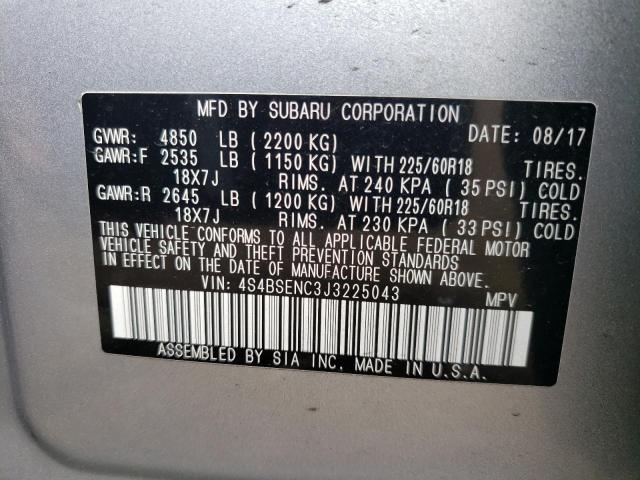 MFD BY SUBARU CORPORATION DATE: 08/17
GVWR: 4850 LB (2200 KG)
GAWR:F 2535 LB (1150 KG) WITH 225/60R18 TIRES.
18X7J RIMS. AT 240 KPA (35 PSI) COLD
GAWR:R 2645 LB (1200 KG) WITH 225/60R18 TIRES.
18X7J RIMS. AT 230 KPA (33 PSI) COLD
THIS VEHICLE CONFORMS TO ALL APPLICABLE FEDERAL MOTOR
VEHICLE SAFETY AND THEFT PREVENTION STANDARDS
IN EFFECT ON THE DATE OF MANUFACTURE SHOWN ABOVE.
VIN: 4S4BSENC3J3225043 MPV
ASSEMBLED BY SIA INC. MADE IN U.S.A.